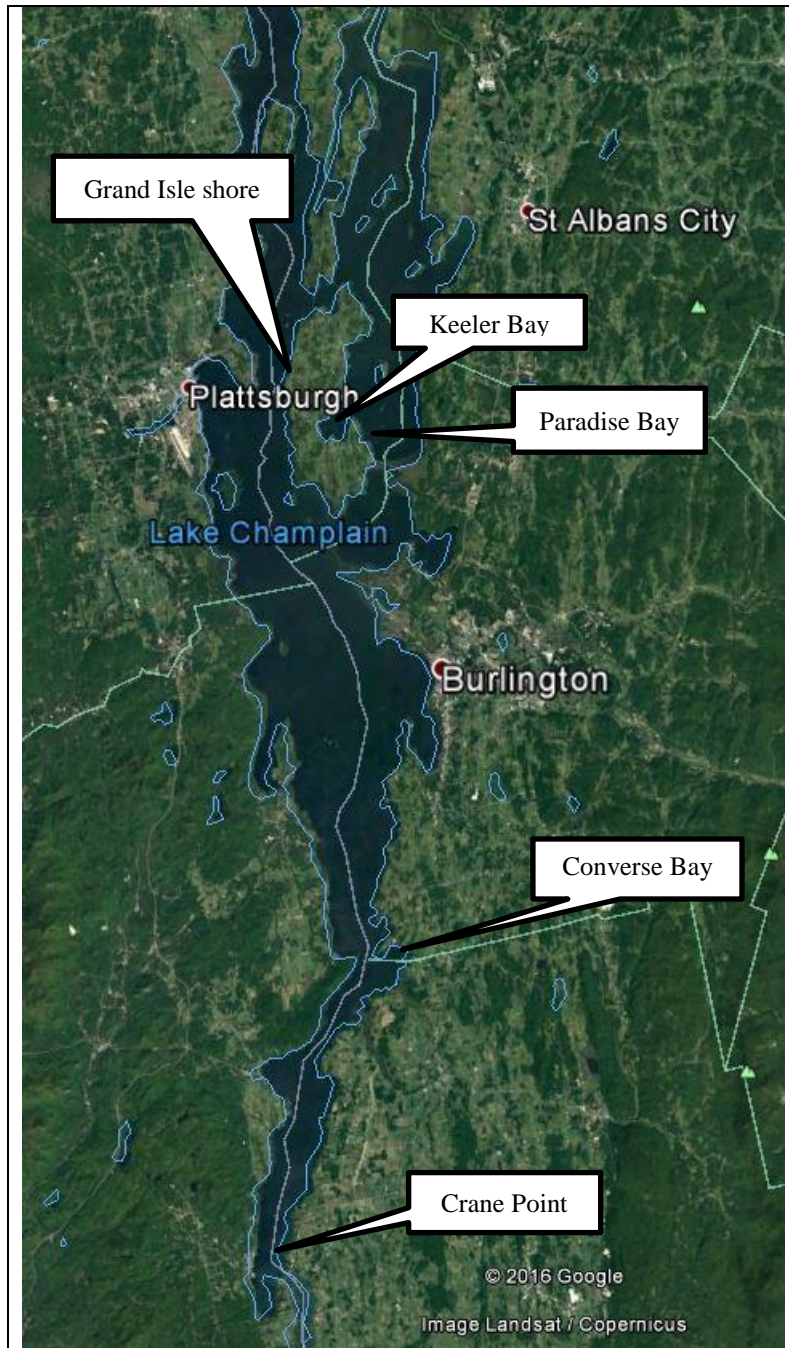 Grand Isle shore
St Albans City
Keeler Bay
Plattsburgh
Paradise Bay
Lake Champlain
Burlington
Converse Bay
Crane Point
© 2016 Google
Image Landsat / Copernicus